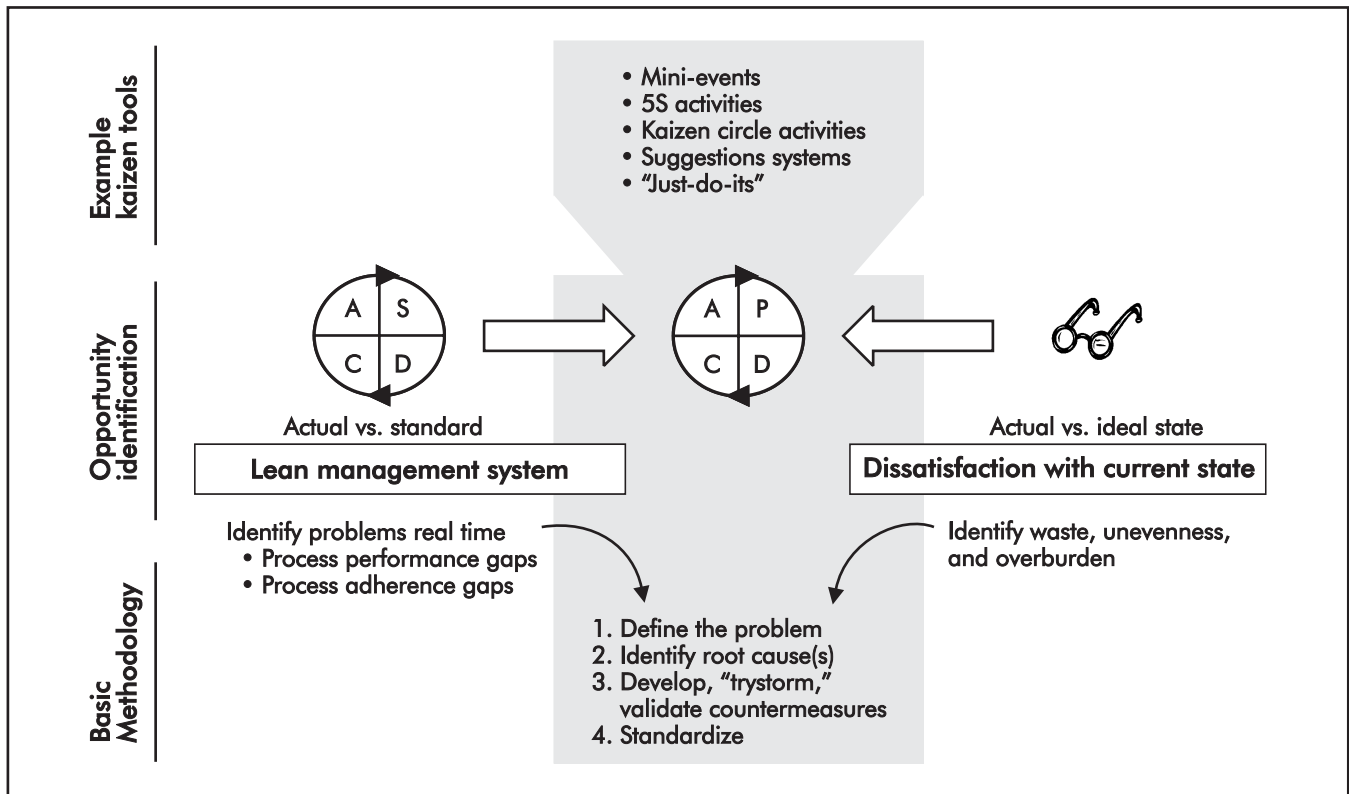 Example
kaizen tools
• Mini-events
• 5S activities
• Kaizen circle activities
• Suggestions systems
• “Just-do-its”
Opportunity
identification
A S
C D
Actual vs. standard
Lean management system
A P
C D
Actual vs. ideal state
Dissatisfaction with current state
Identify problems real time
• Process performance gaps
• Process adherence gaps
Identify waste, unevenness,
and overburden
Basic
Methodology
1. Define the problem
2. Identify root cause(s)
3. Develop, “trystorm,”
validate countermeasures
4. Standardize